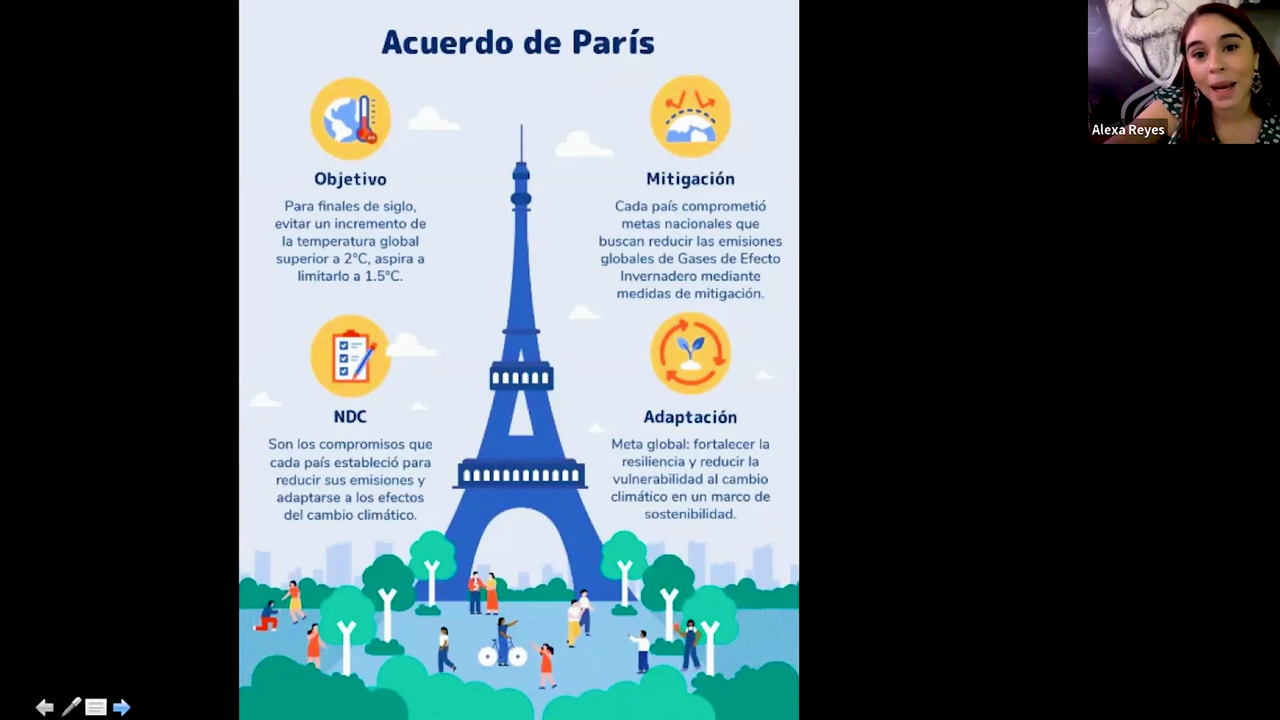 Acuerdo de París
Objetivo
Para finales de siglo,
evitar un incremento de
la temperatura global
superior a 2°C, aspira a
limitarlo a 1.5°C.
Mitigación
Cada país comprometió
metas nacionales que
buscan reducir las emisiones
globales de Gases de Efecto
Invernadero mediante
medidas de mitigación.
NDC
Son los compromisos que
cada país estableció para
reducir sus emisiones y
adaptarse a los efectos
del cambio climático.
Adaptación
Meta global: fortalecer la
resiliencia y reducir la
vulnerabilidad al cambio
climático en un marco de
sostenibilidad.
Alexa Reyes